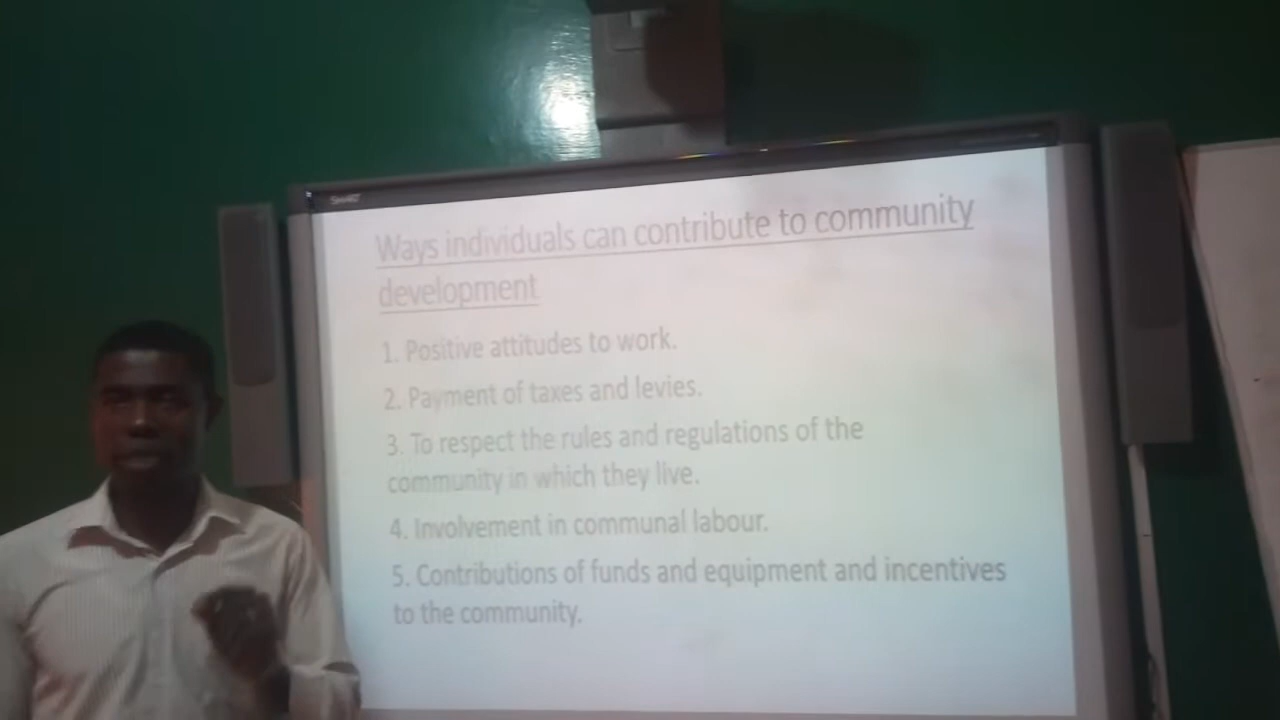 SMART
Ways individuals can contribute to community
development
1. Positive attitudes to work.
2. Payment of taxes and levies.
3. To respect the rules and regulations of the
community in which they live.
4. Involvement in communal labour.
5. Contributions of funds and equipment and incentives
to the community.